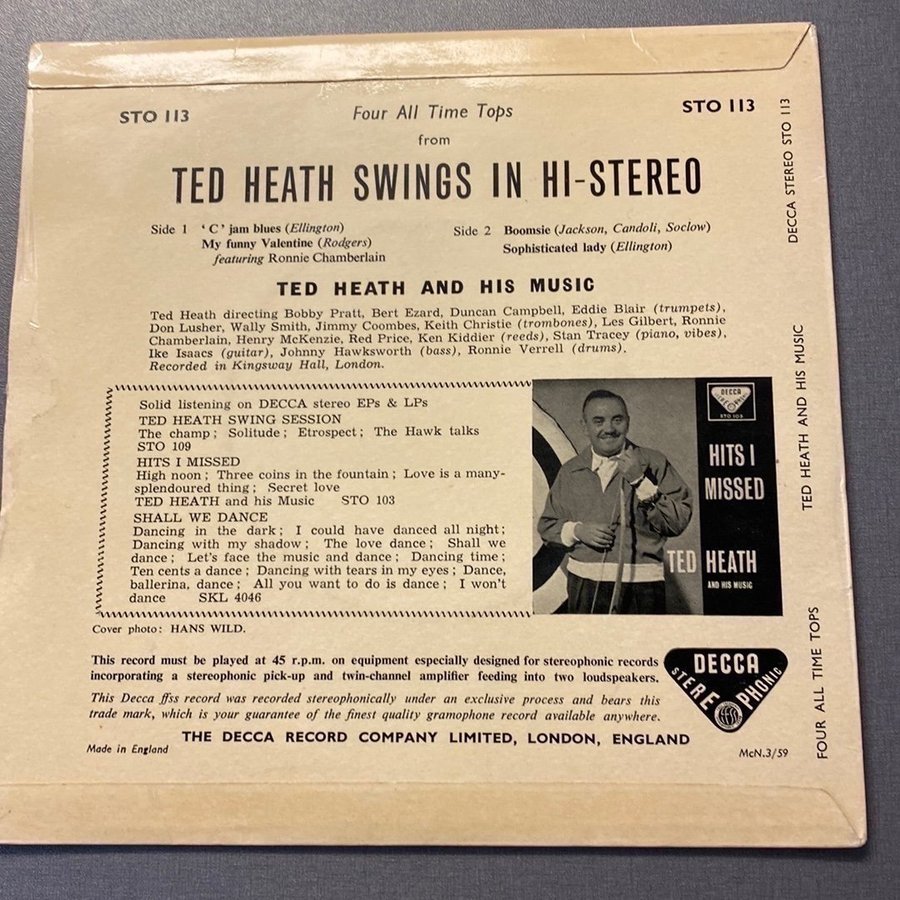 STO 113
Four All Time Tops
STO 113
from
TED HEATH SWINGS IN HI-STEREO
Side 1 ‘C’ jam blues (Ellington)
My funny Valentine (Rodgers)
featuring Ronnie Chamberlain
Side 2 Boomsie (Jackson, Candoli, Soclow)
Sophisticated lady (Ellington)
TED HEATH AND HIS MUSIC
Ted Heath directing Bobby Pratt, Bert Ezard, Duncan Campbell, Eddie Blair (trumpets),
Don Lusher, Wally Smith, Jimmy Coombes, Keith Christie (trombones), Les Gilbert, Ronnie
Chamberlain, Henry McKenzie, Red Price, Ken Kiddier (reeds), Stan Tracey (piano, vibes),
Ike Isaacs (guitar), Johnny Hawksworth (bass), Ronnie Verrell (drums).
Recorded in Kingsway Hall, London.
Solid listening on DECCA stereo EPs & LPs
TED HEATH SWING SESSION
The champ; Solitude; Etrospect; The Hawk talks
STO 109
HITS I MISSED
High noon; Three coins in the fountain; Love is a many-
splendoured thing; Secret love
TED HEATH and his Music STO 103
SHALL WE DANCE
Dancing in the dark; I could have danced all night;
Dancing with my shadow; The love dance; Shall we
dance; Let's face the music and dance; Dancing time;
Ten cents a dance; Dancing with tears in my eyes; Dance,
ballerina, dance; All you want to do is dance; I won't
dance SKL 4046
DECCA
STEREOPHONIC
STO 103
HITS I
MISSED
TED HEATH
AND HIS MUSIC
Cover photo: HANS WILD.
This record must be played at 45 r.p.m. on equipment especially designed for stereophonic records
incorporating a stereophonic pick-up and twin-channel amplifier feeding into two loudspeakers.
This Decca ffss record was recorded stereophonically under an exclusive process and bears this
trade mark, which is your guarantee of the finest quality gramophone record available anywhere.
DECCA
STEREOPHONIC
THE DECCA RECORD COMPANY LIMITED, LONDON, ENGLAND
Made in England
McN.3/59
DECCA STEREO STO 113
TED HEATH AND HIS MUSIC
FOUR ALL TIME TOPS